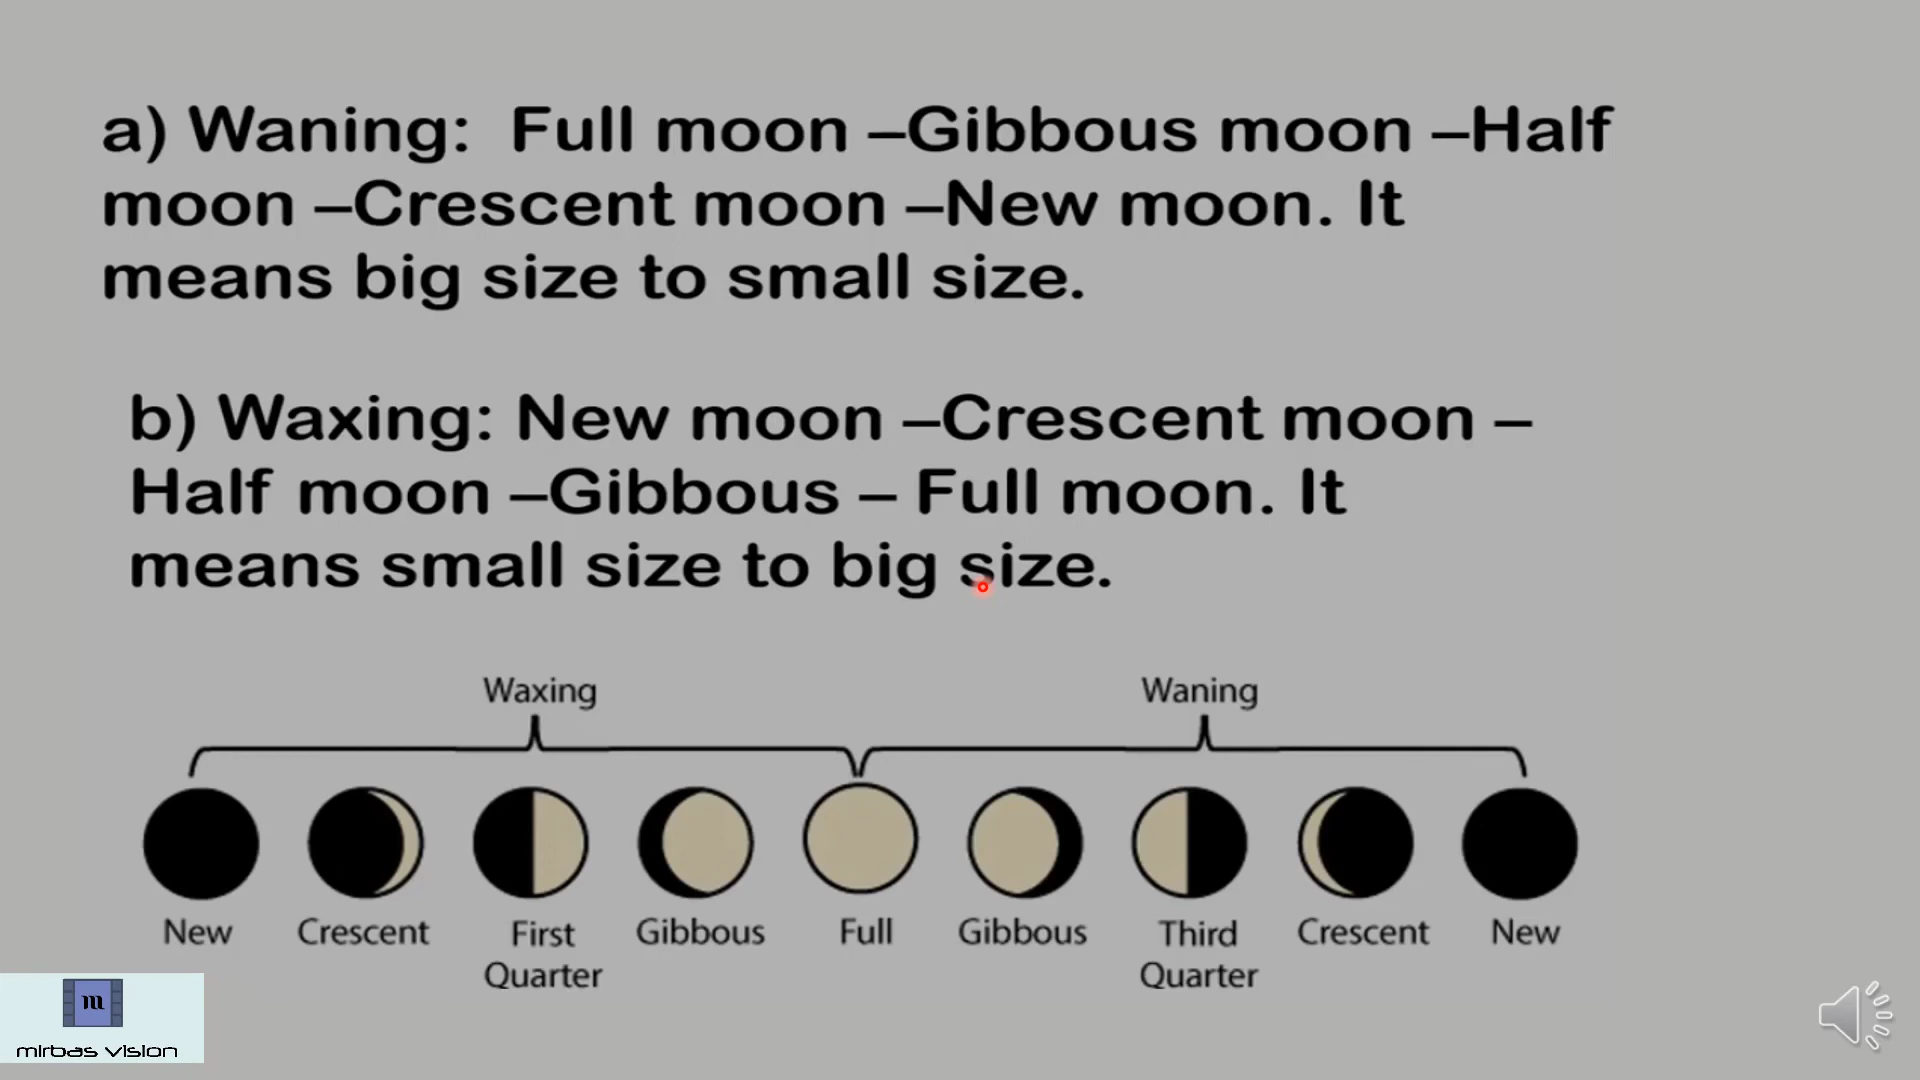 a) Waning:  Full moon –Gibbous moon –Half
moon –Crescent moon –New moon. It
means big size to small size.
b) Waxing: New moon –Crescent moon –
Half moon –Gibbous – Full moon. It
means small size to big size.
Waxing Waning
New Crescent First Gibbous Full Gibbous Third Crescent New
Quarter Quarter
m
mirbas vision